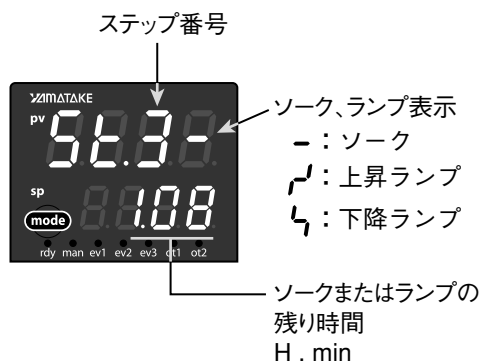 ステップ番号
YAMATAKE
pv
St.3-
ソーク、ランプ表示
：ソーク
：上昇ランプ
：下降ランプ
sp
mode
1.08
rdy man ev1 ev2 ev3 ot1 ot2
ソークまたはランプの
残り時間
H . min